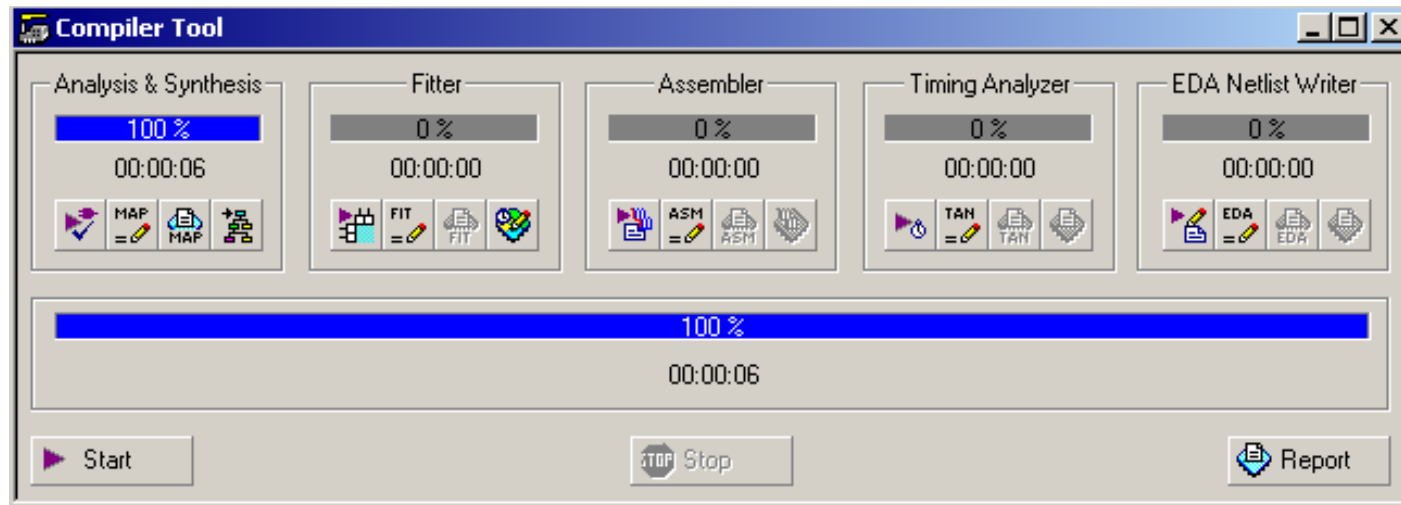 Compiler Tool
Analysis & Synthesis
Fitter
Assembler
Timing Analyzer
EDA Netlist Writer
100 %
0 %
0 %
0 %
0 %
00:00:06
00:00:00
00:00:00
00:00:00
00:00:00
MAP
MAP
FIT
FIT
ASM
ASM
TAN
TAN
EDA
EDA
100 %
00:00:06
Start
STOP Stop
Report